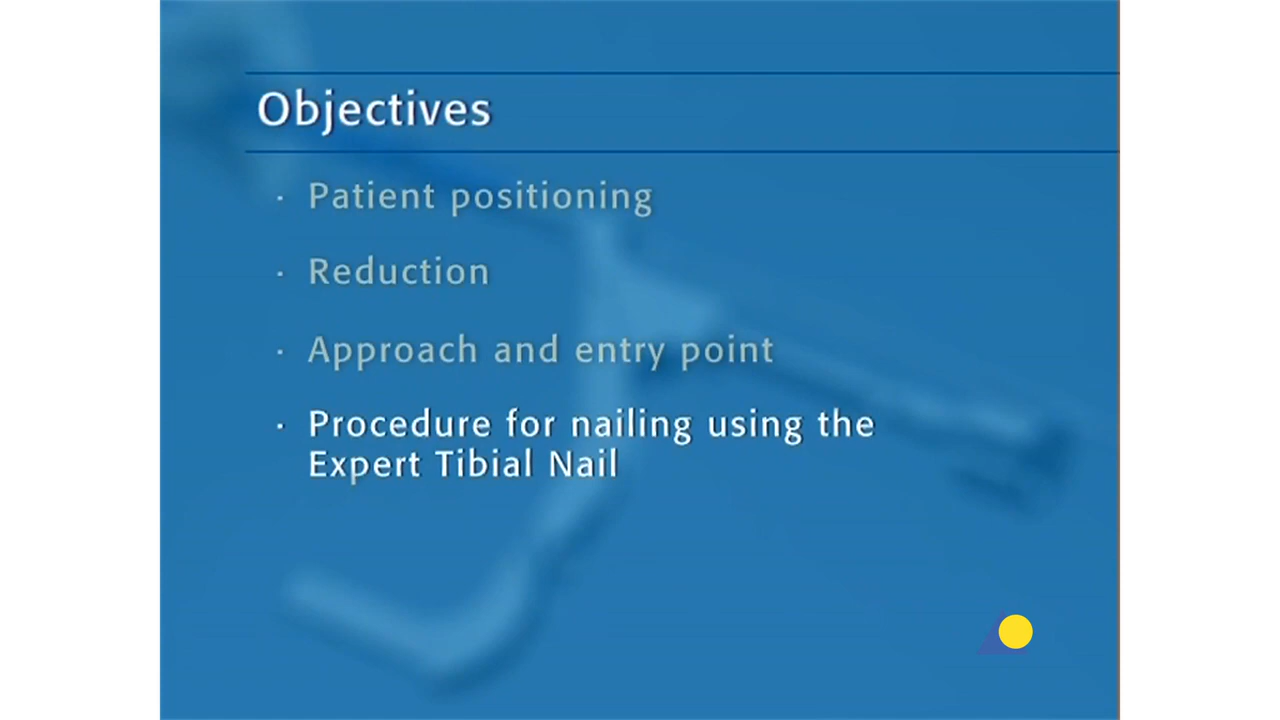 Objectives
· Patient positioning
· Reduction
· Approach and entry point
· Procedure for nailing using the
Expert Tibial Nail